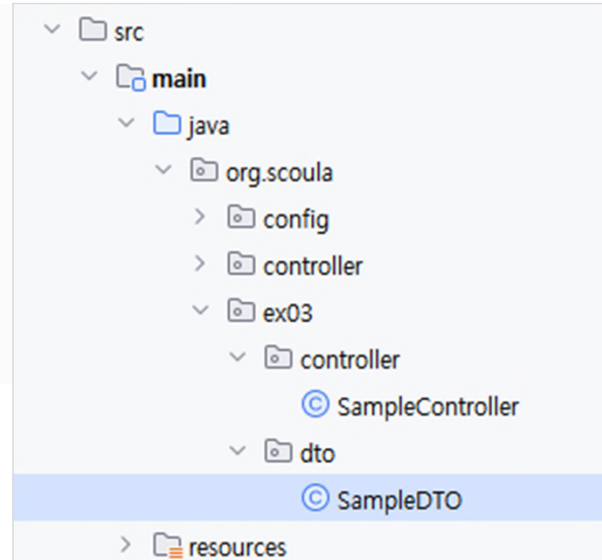 src
main
java
org.scoula
config
controller
ex03
controller
SampleController
dto
SampleDTO
resources